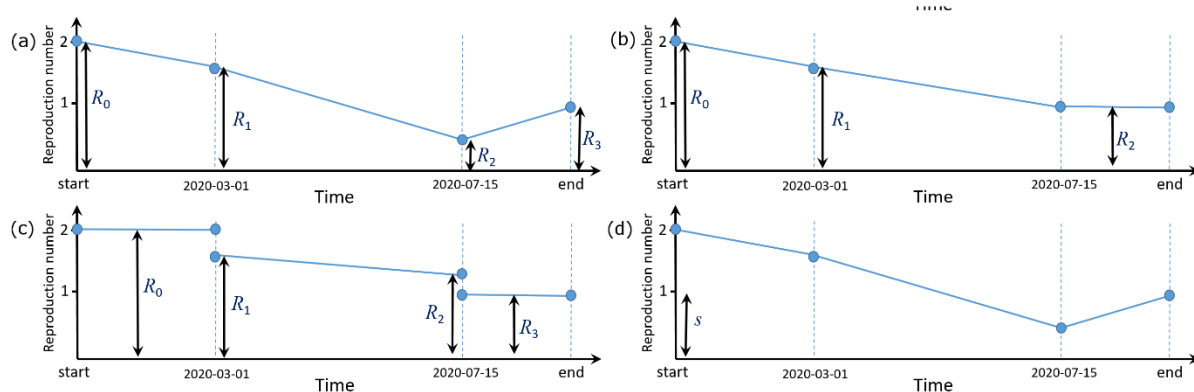 Time
(a)
Reproduction number
2
1
R0
R1
R2
R3
start
2020-03-01
Time
2020-07-15
end
(b)
Reproduction number
2
1
R0
R1
R2
start
2020-03-01
Time
2020-07-15
end
(c)
Reproduction number
2
1
R0
R1
R2
R3
start
2020-03-01
Time
2020-07-15
end
(d)
Reproduction number
2
1
s
start
2020-03-01
Time
2020-07-15
end